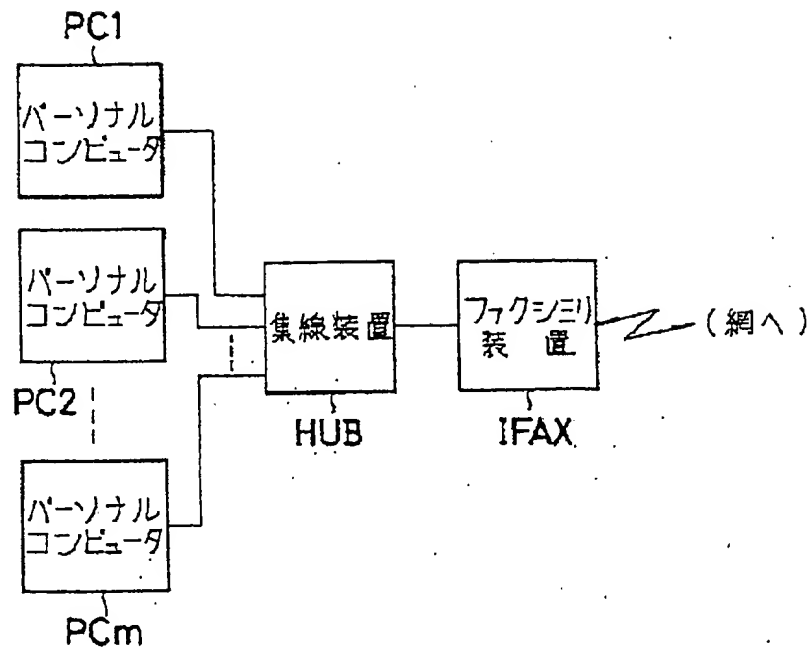 PC1
パーソナル
コンピュータ
パーソナル
コンピュータ
PC2
集線装置
HUB
ファクシミリ
装置
IFAX
(網へ)
パーソナル
コンピュータ
PCm